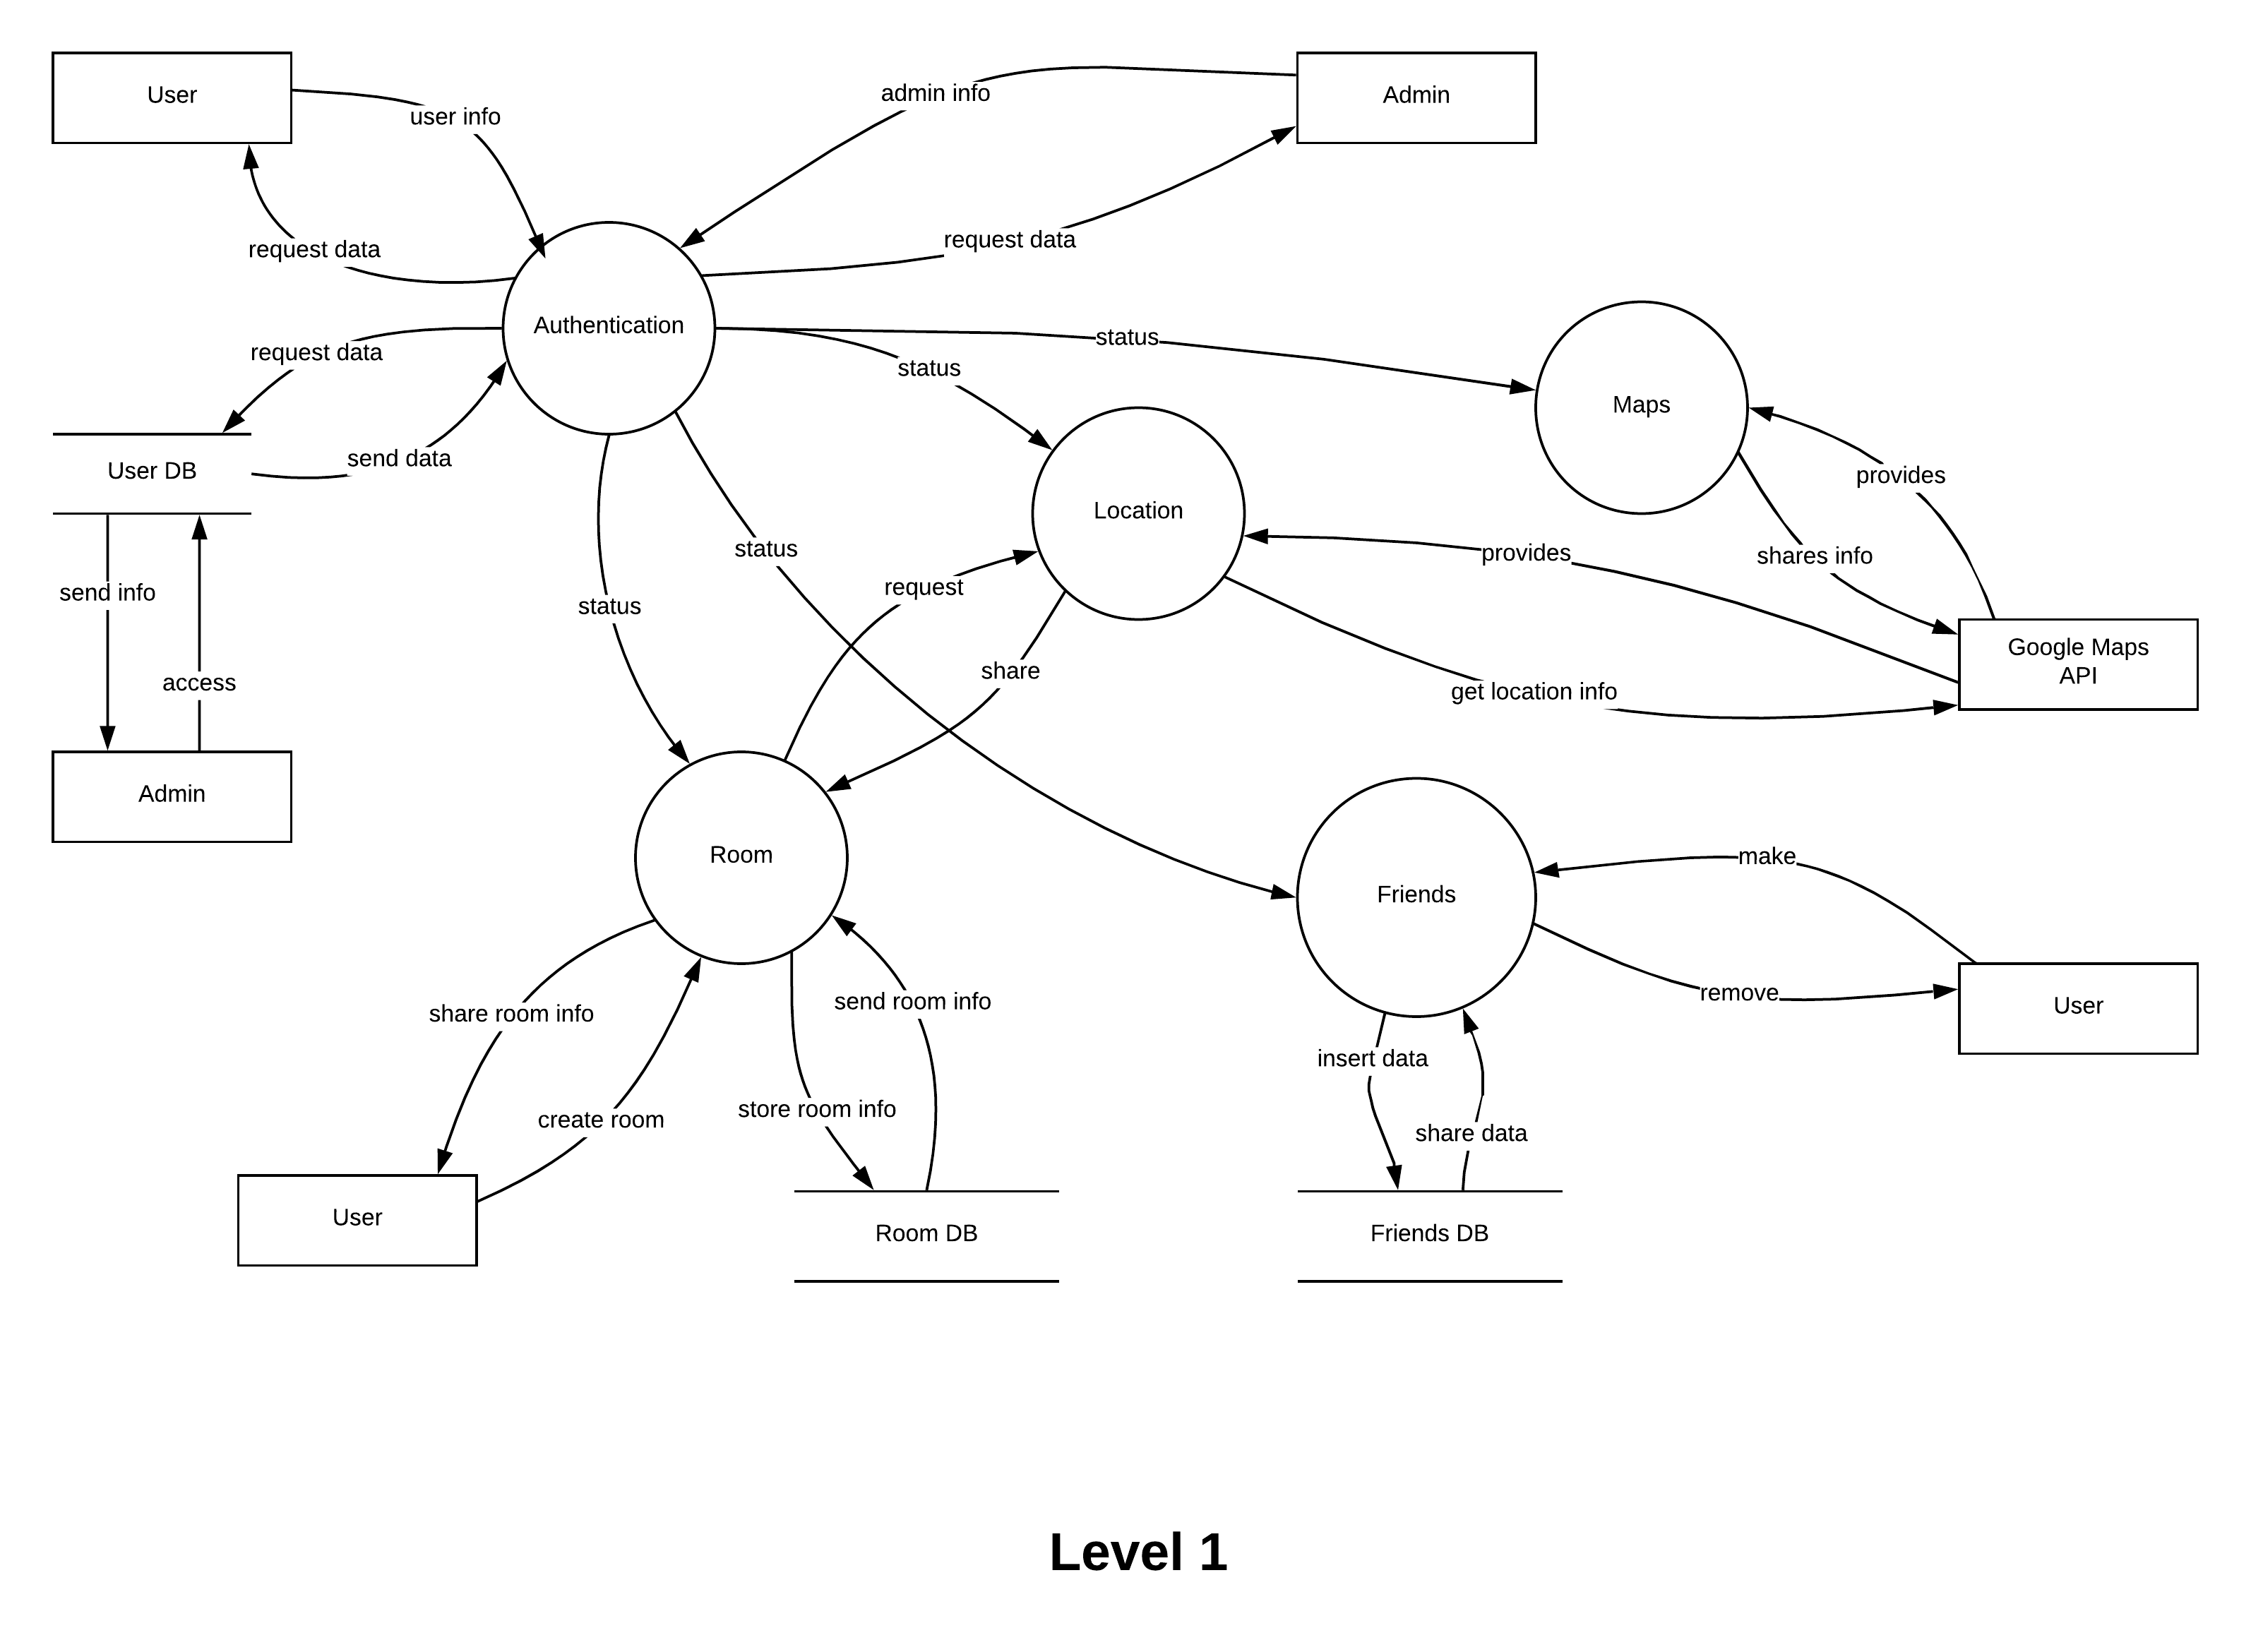 User
user info
admin info
Admin
request data
request data
Authentication
status
status
request data
Maps
send data
User DB
provides
Location
status
provides
shares info
request
send info
status
Google Maps
API
share
access
get location info
Admin
Room
make
Friends
remove
send room info
User
share room info
insert data
store room info
create room
share data
User
Room DB
Friends DB
Level 1